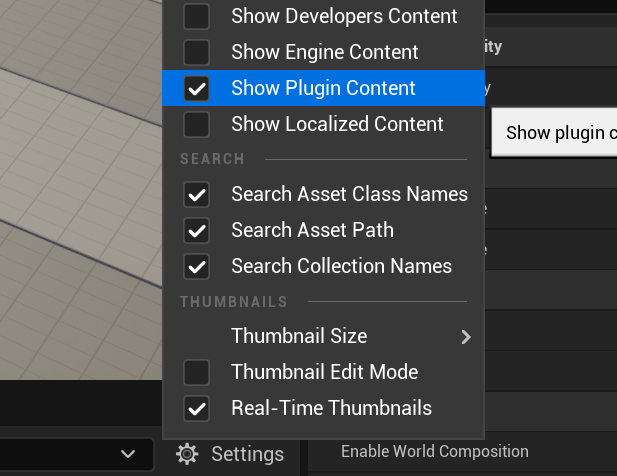 Show Developers Content
Show Engine Content
Show Plugin Content
Show Localized Content
Show plugin c
SEARCH
Search Asset Class Names
Search Asset Path
Search Collection Names
THUMBNAILS
Thumbnail Size
Thumbnail Edit Mode
Real-Time Thumbnails
Settings
Enable World Composition